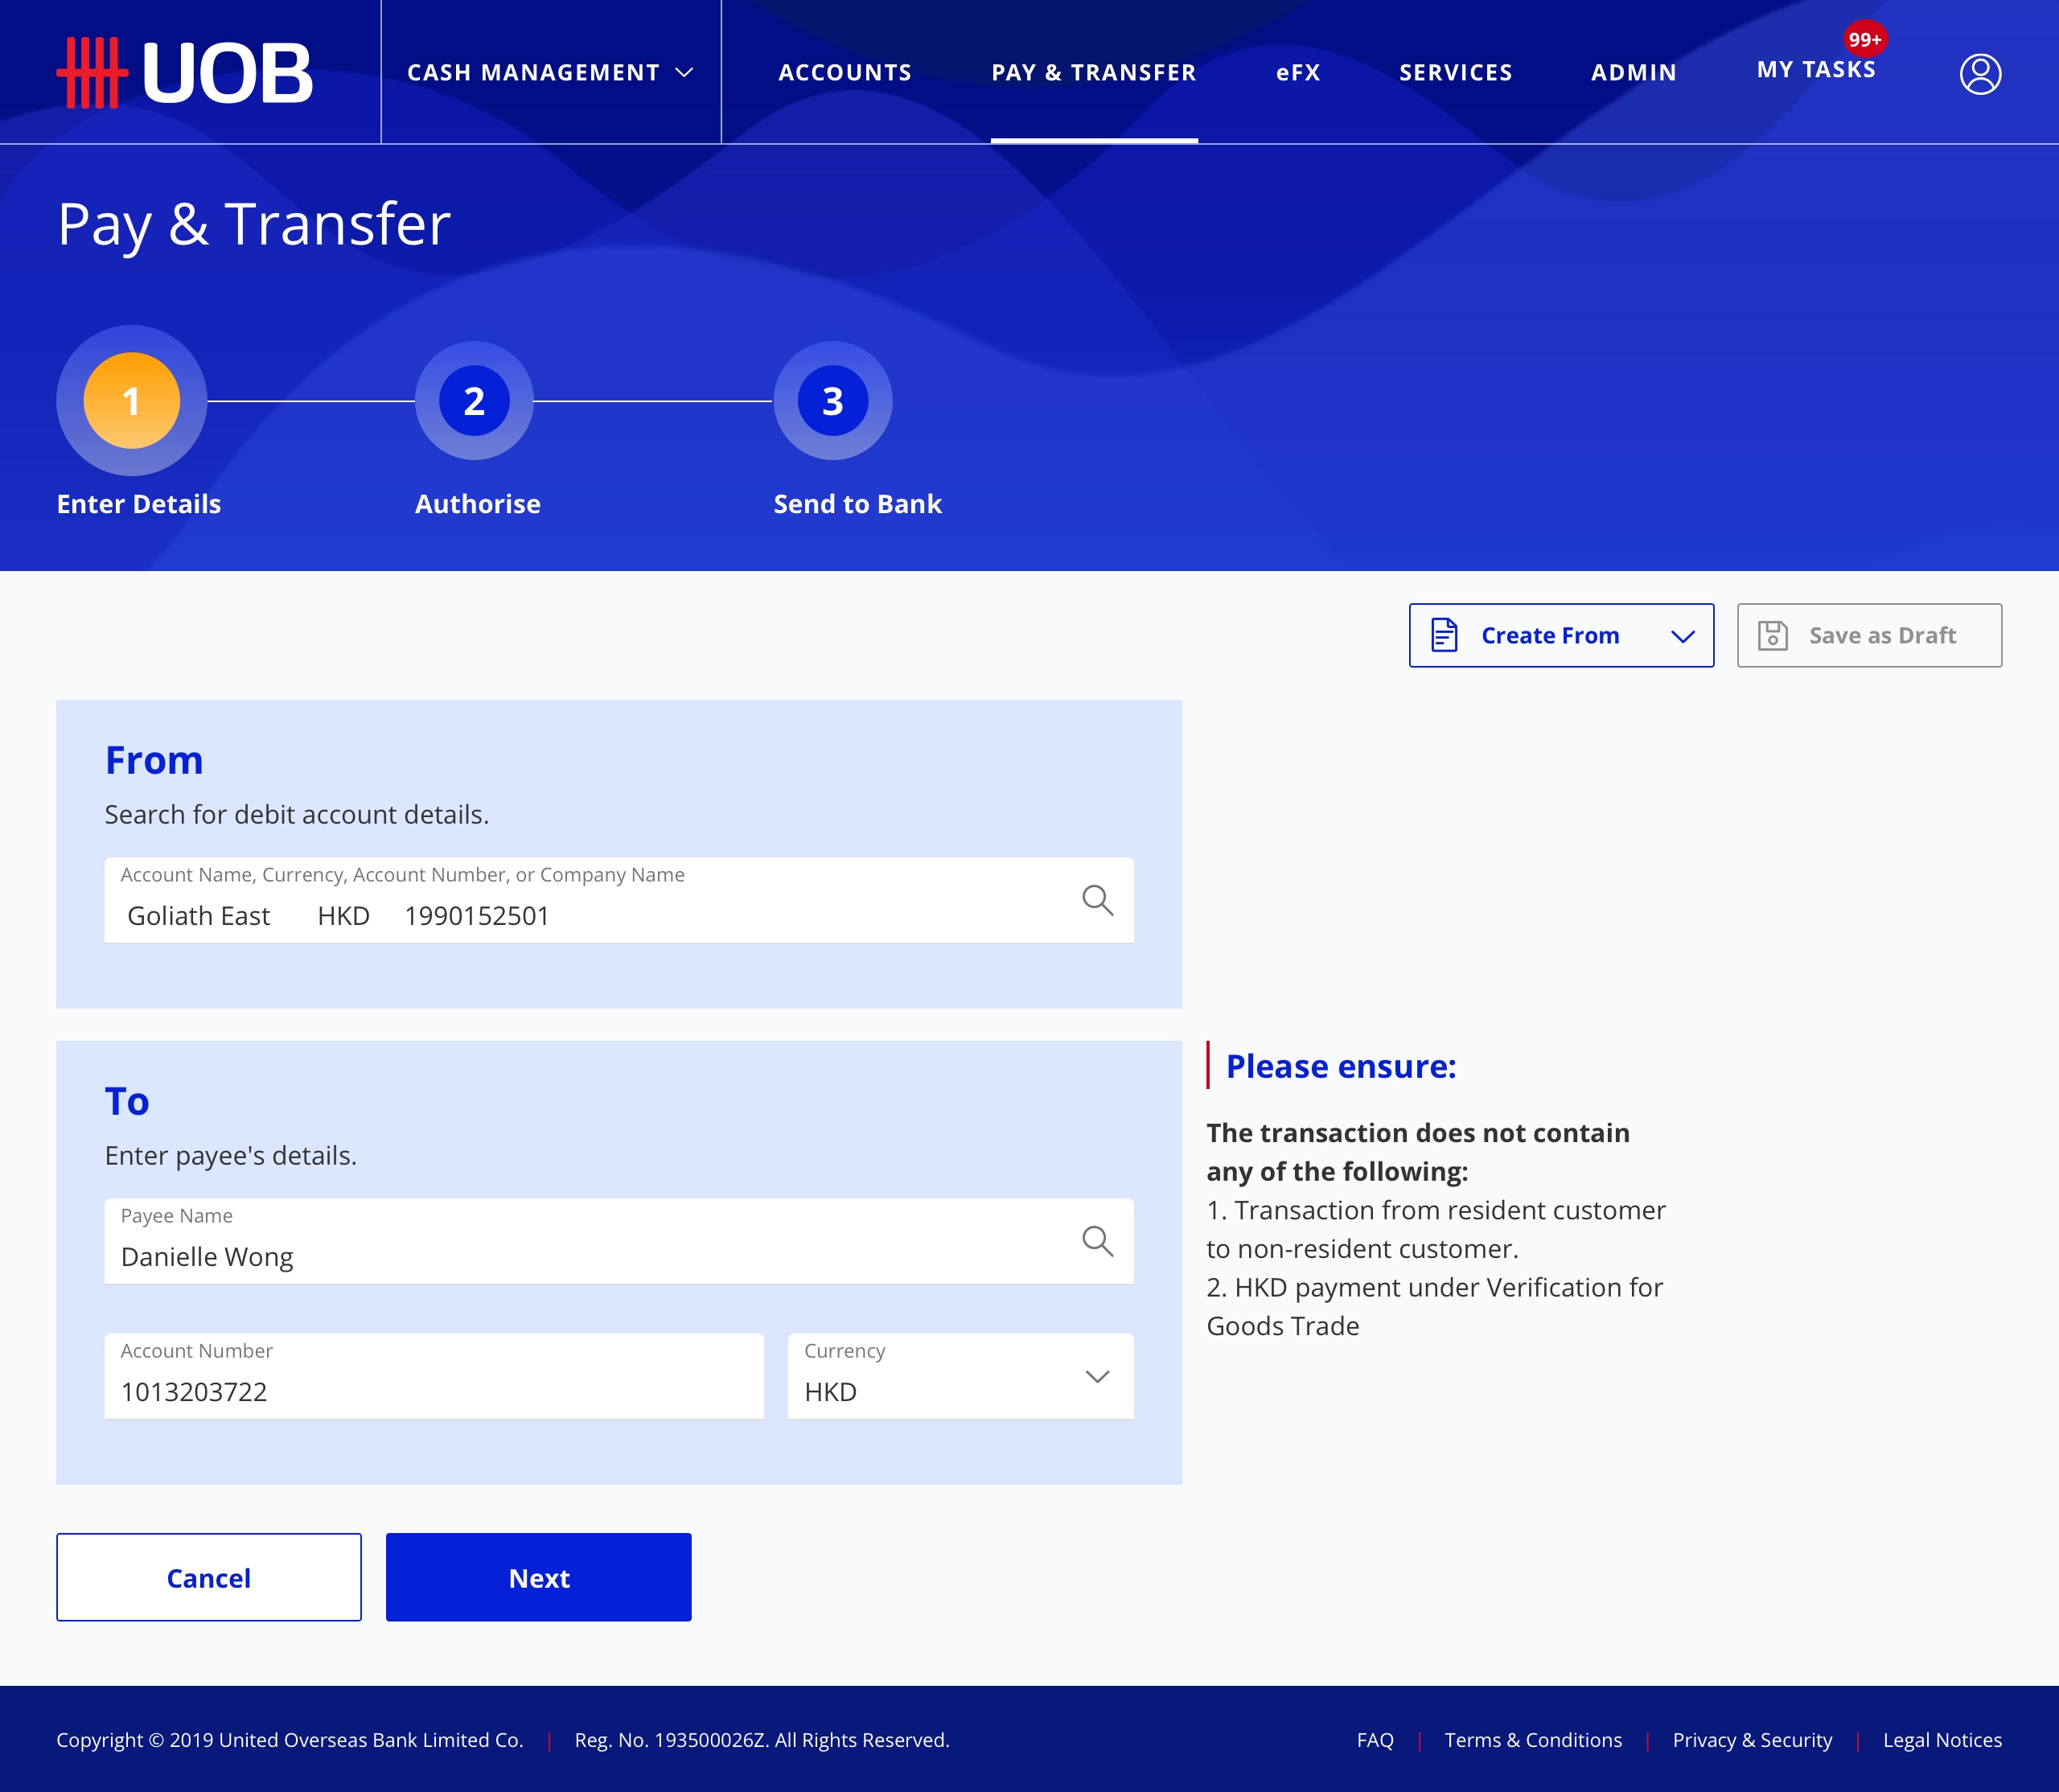 UOB
CASH MANAGEMENT
ACCOUNTS
PAY & TRANSFER
eFX
SERVICES
ADMIN
MY TASKS
99+
Pay & Transfer
1
2
3
Enter Details
Authorise
Send to Bank
Create From
Save as Draft
From
Search for debit account details.
Account Name, Currency, Account Number, or Company Name
Goliath East HKD 1990152501
To
Enter payee's details.
Payee Name
Danielle Wong
Account Number
1013203722
Currency
HKD
Please ensure:
The transaction does not contain
any of the following:
1. Transaction from resident customer
to non-resident customer.
2. HKD payment under Verification for
Goods Trade
Cancel
Next
Copyright © 2019 United Overseas Bank Limited Co. | Reg. No. 193500026Z. All Rights Reserved.
FAQ | Terms & Conditions | Privacy & Security | Legal Notices